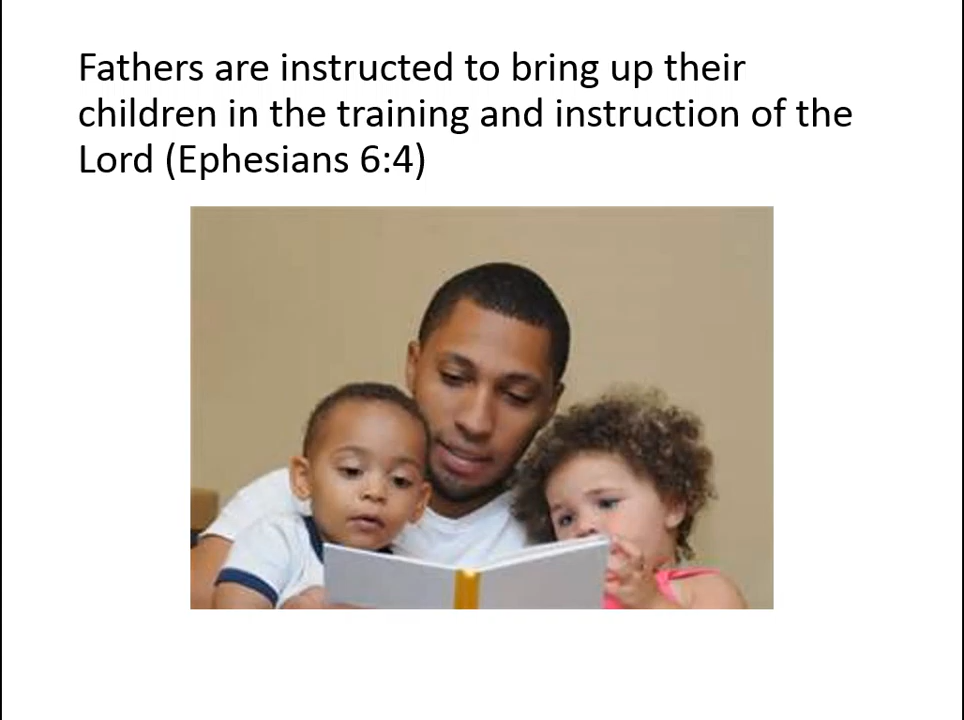 Fathers are instructed to bring up their
children in the training and instruction of the
Lord (Ephesians 6:4)